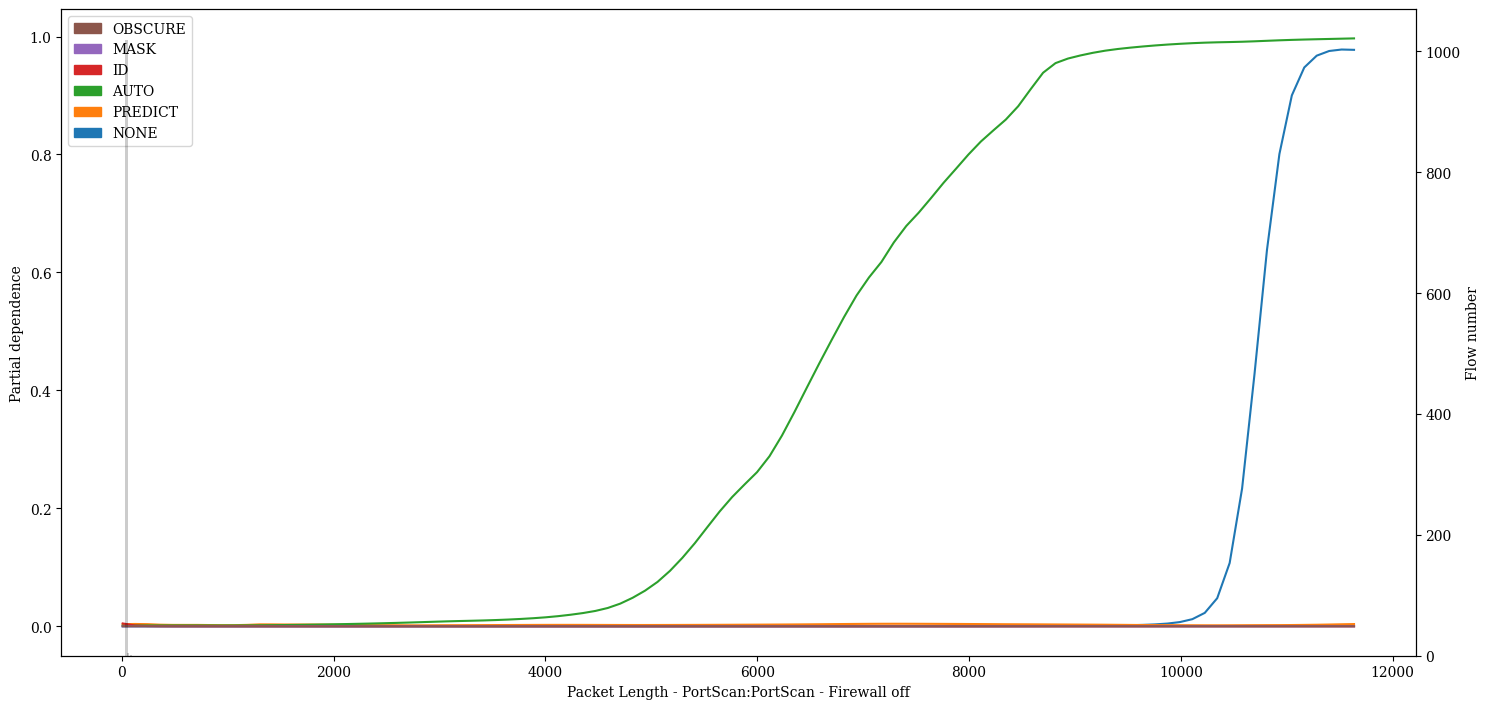 OBSCURE
MASK
ID
AUTO
PREDICT
NONE
1.0
0.8
0.6
0.4
0.2
0.0
Partial dependence
1000
800
600
400
200
0
Flow number
0 2000 4000 6000 8000 10000 12000
Packet Length - PortScan:PortScan - Firewall off